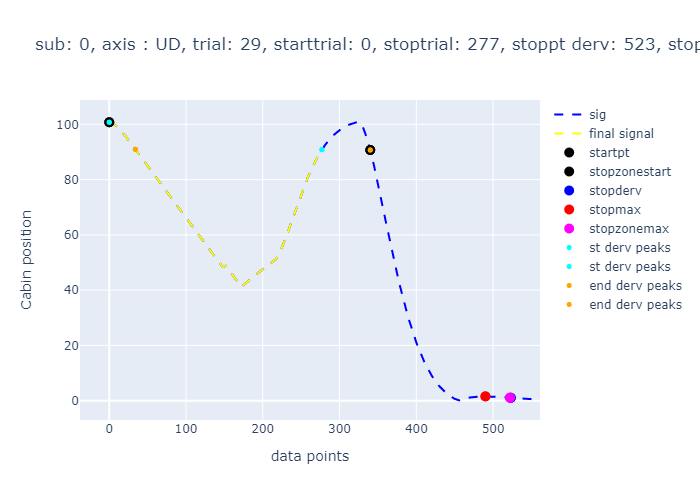 sub: 0, axis : UD, trial: 29, starttrial: 0, stoptrial: 277, stoppt derv: 523, stop
100
80
60
40
20
0
Cabin position
0 100 200 300 400 500
data points
sig
final signal
startpt
stopzonestart
stopderv
stopmax
stopzonemax
st derv peaks
st derv peaks
end derv peaks
end derv peaks